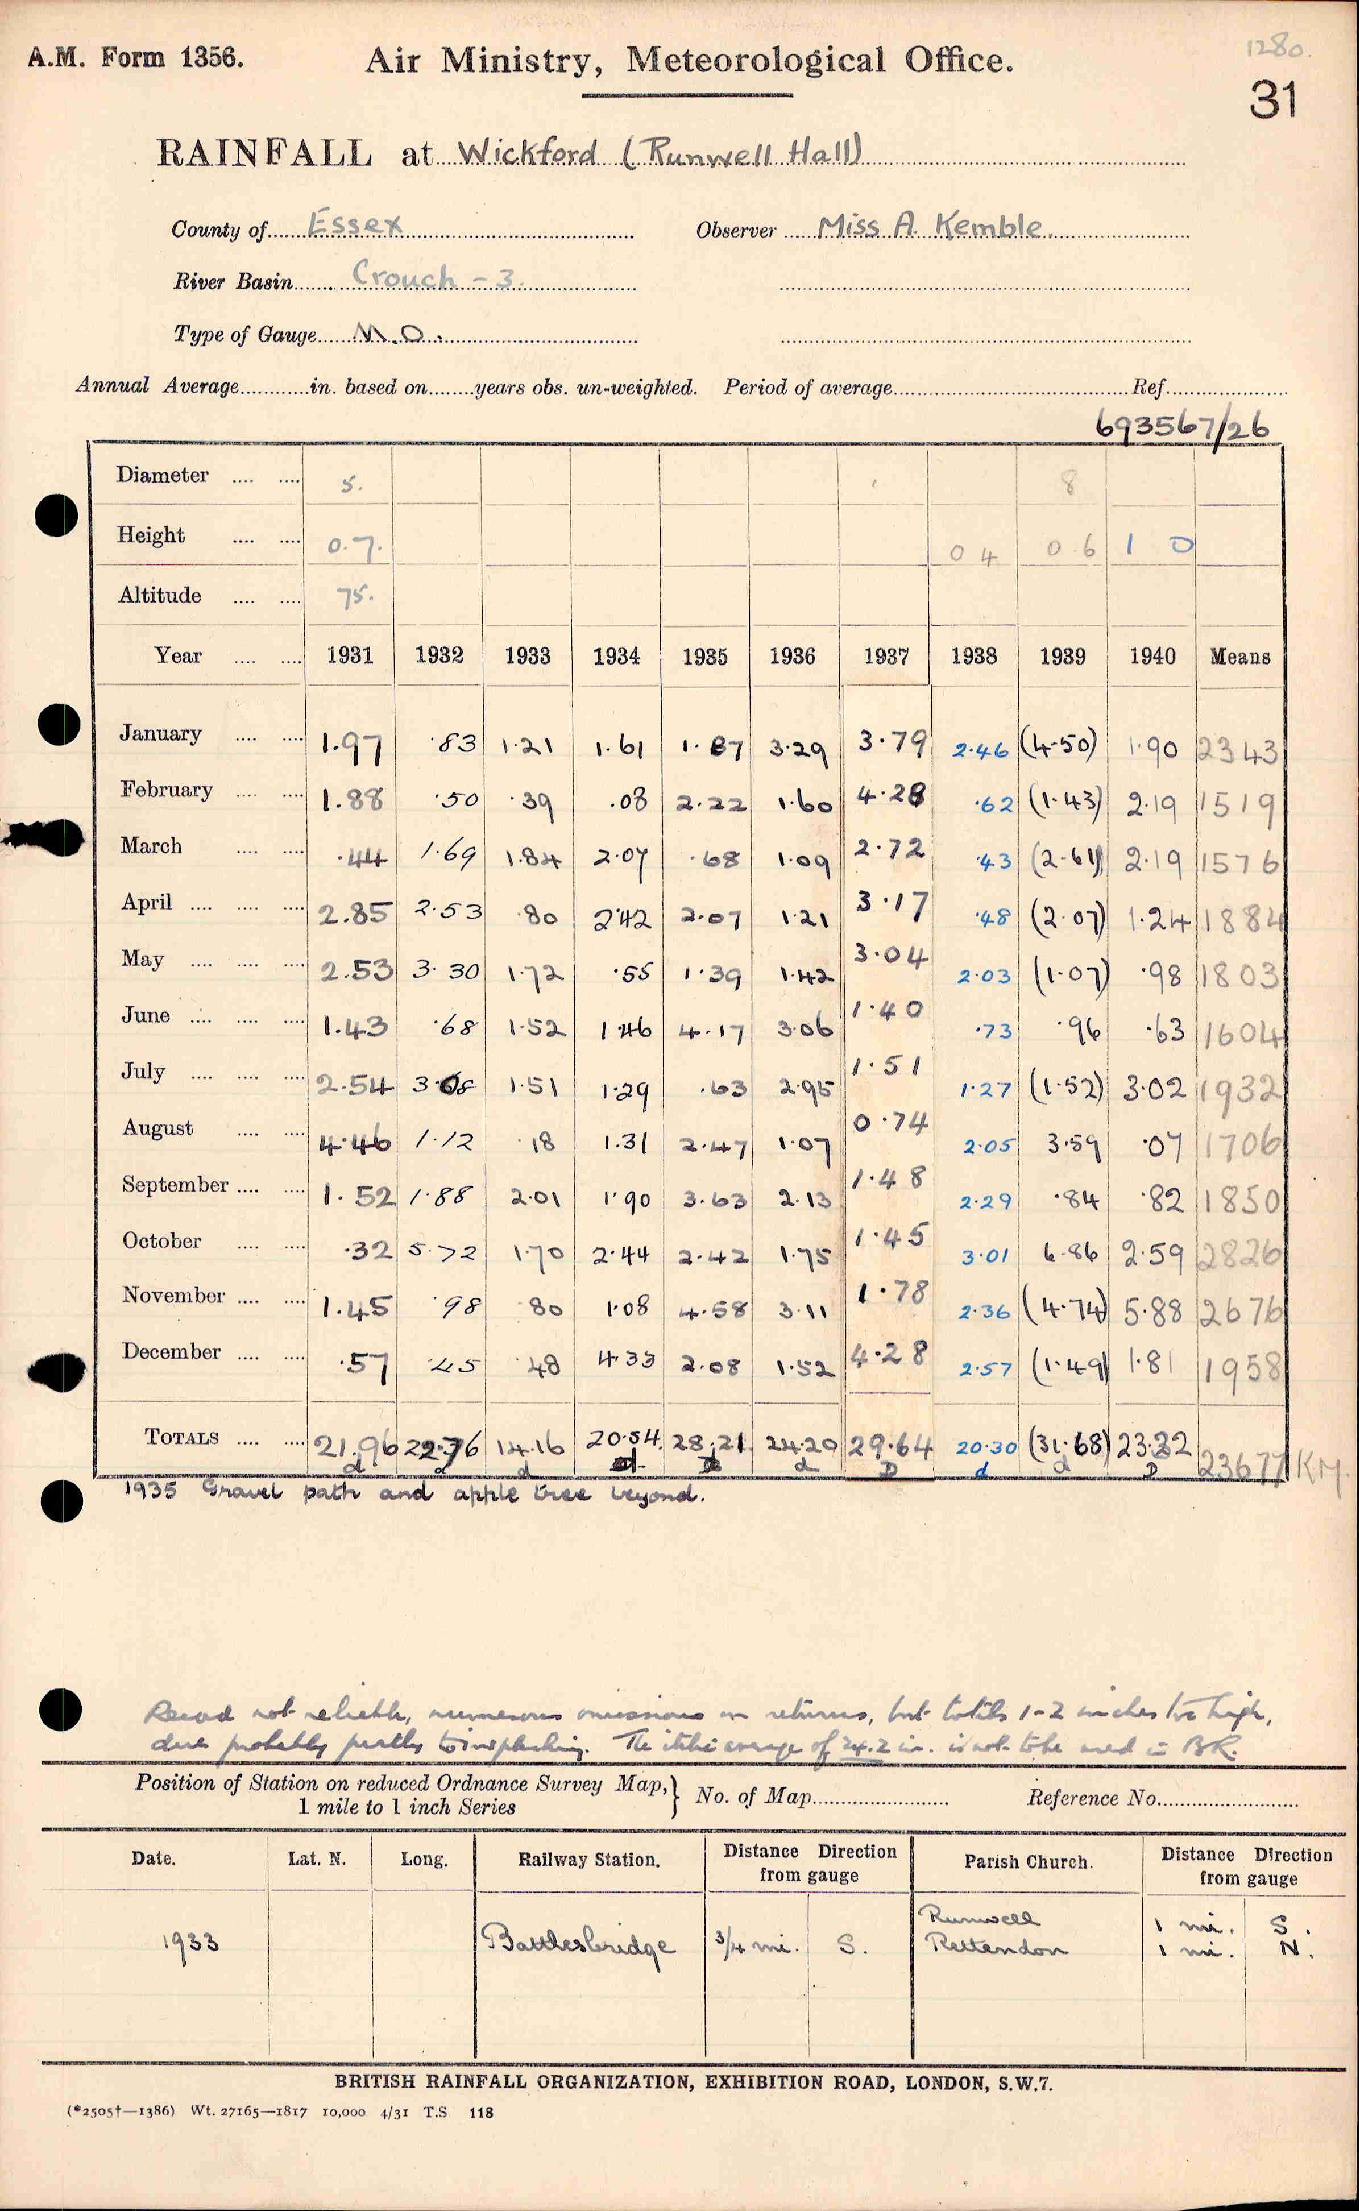 A.M. Form 1356.
Air Ministry, Meteorological Office.
1280.
31
RAINFALL at Wickford (Runwell Hall)
County of Essex Observer Miss A. Kemble
River Basin Crouch - 3.
Type of Gauge M.O.
Annual Average in. based on years obs. un-weighted. Period of average Ref.
693567/26
Diameter 5. 8
Height 0.7. 0 4 0 6 1 0
Altitude 75.
Year 1931 1932 1933 1934 1935 1936 1937 1938 1939 1940 Means
January 1.97 .83 1.21 1.61 1.87 3.29 3.79 2.46 (4.50) 1.90 2343
February 1.88 .50 .39 .08 2.22 1.60 4.28 .62 (1.43) 2.19 1519
March .44 1.69 1.84 2.07 .68 1.09 2.72 .43 (2.61) 2.19 1576
April 2.85 2.53 .80 2.42 2.07 1.21 3.17 .48 (2.07) 1.24 1884
May 2.53 3.30 1.72 .55 1.39 1.42 3.04 2.03 (1.07) .98 1803
June 1.43 .68 1.52 1.46 4.17 3.06 1.40 .73 .96 .63 1604
July 2.54 3.08 1.51 1.29 .63 2.95 1.51 1.27 (1.52) 3.02 1932
August 4.46 1.12 .18 1.31 2.47 1.07 0.74 2.05 3.59 .07 1706
September 1.52 1.88 2.01 1.90 3.63 2.13 1.48 2.29 .84 .82 1850
October .32 5.72 1.70 2.44 2.42 1.75 1.45 3.01 6.86 2.59 2826
November 1.45 .98 .80 1.08 4.58 3.11 1.78 2.36 (4.74) 5.88 2676
December .57 .45 .48 4.33 2.08 1.52 4.28 2.57 (1.49) 1.81 1958
TOTALS 21.96 22.76 14.16 20.54 28.21 24.20 29.64 20.30 (31.68) 23.32 23677 KM.
d d d d d D d d D
1935 Gravel path and apple tree beyond.
Record not reliable, numerous omissions in returns, but totals 1-2 inches too high,
due probably partly to insplashing. The average of 24.2 in. is not to be used in BR.
Position of Station on reduced Ordnance Survey Map,} No. of Map Reference No.
1 mile to 1 inch Series
Date. Lat. N. Long. Railway Station. Distance Direction from gauge Parish Church. Distance Direction from gauge
Runwell 1 mi. S.
1933 Battlesbridge 3/4 mi. S. Rettendon 1 mi. N.
BRITISH RAINFALL ORGANIZATION, EXHIBITION ROAD, LONDON, S.W.7.
(*2505†—1386) Wt. 27165—1817 10,000 4/31 T.S 118